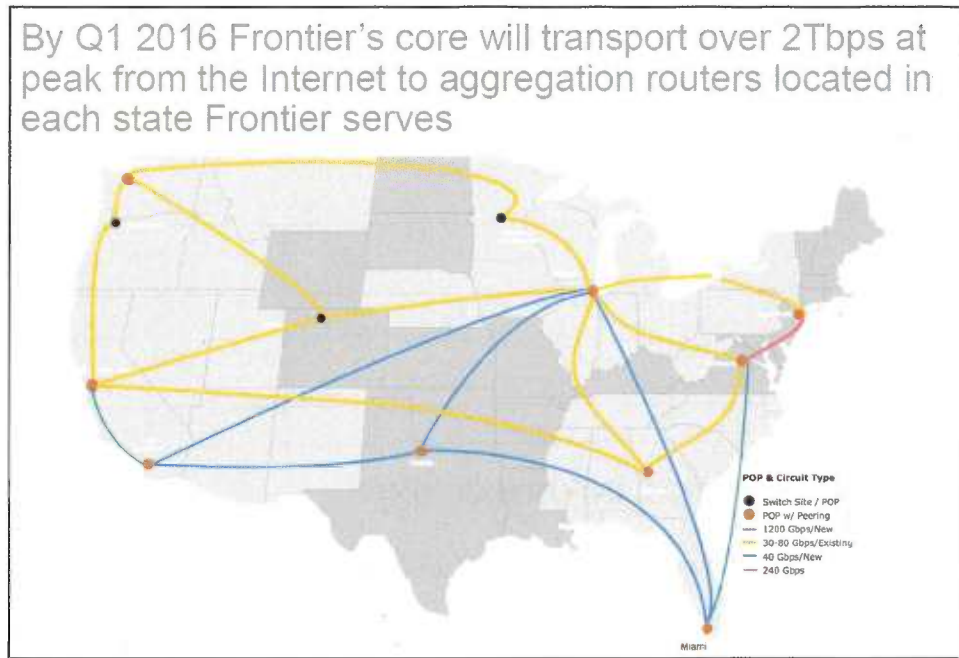 By Q1 2016 Frontier's core will transport over 2Tbps at
peak from the Internet to aggregation routers located in
each state Frontier serves
POP & Circuit Type
Switch Site / POP
POP w/ Peering
1200 Gbps/New
30-80 Gbps/Existing
40 Gbps/New
240 Gbps
Miami